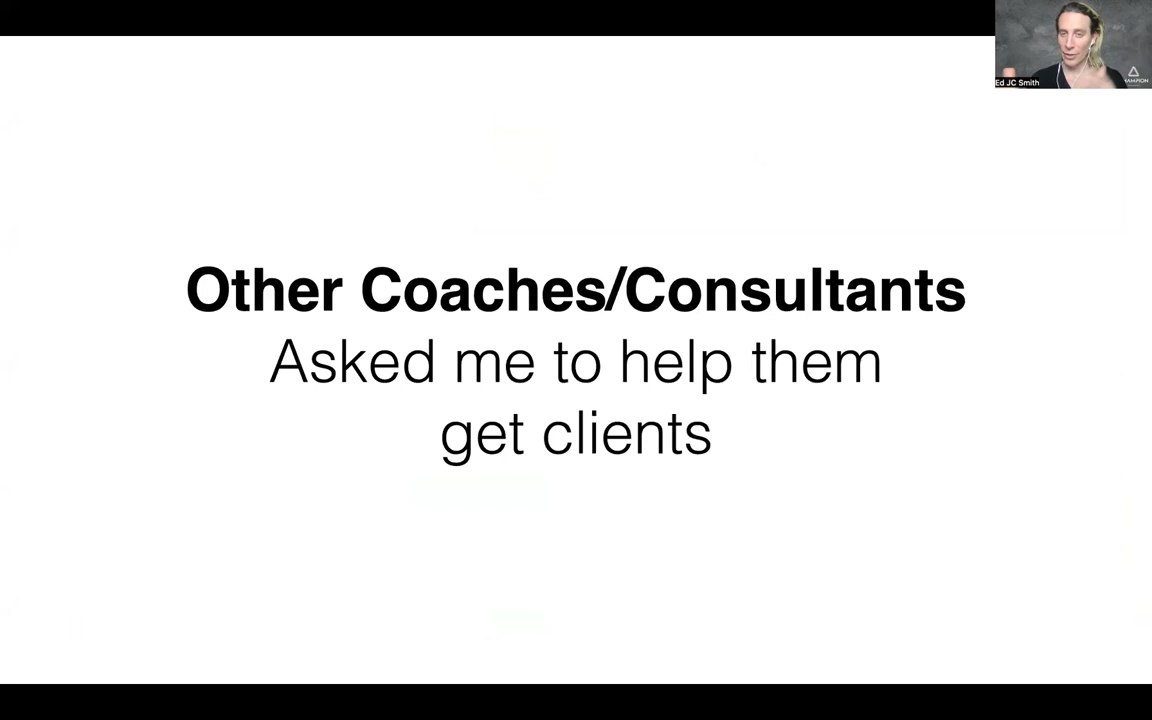 Ed JC Smith
Other Coaches/Consultants
Asked me to help them
get clients